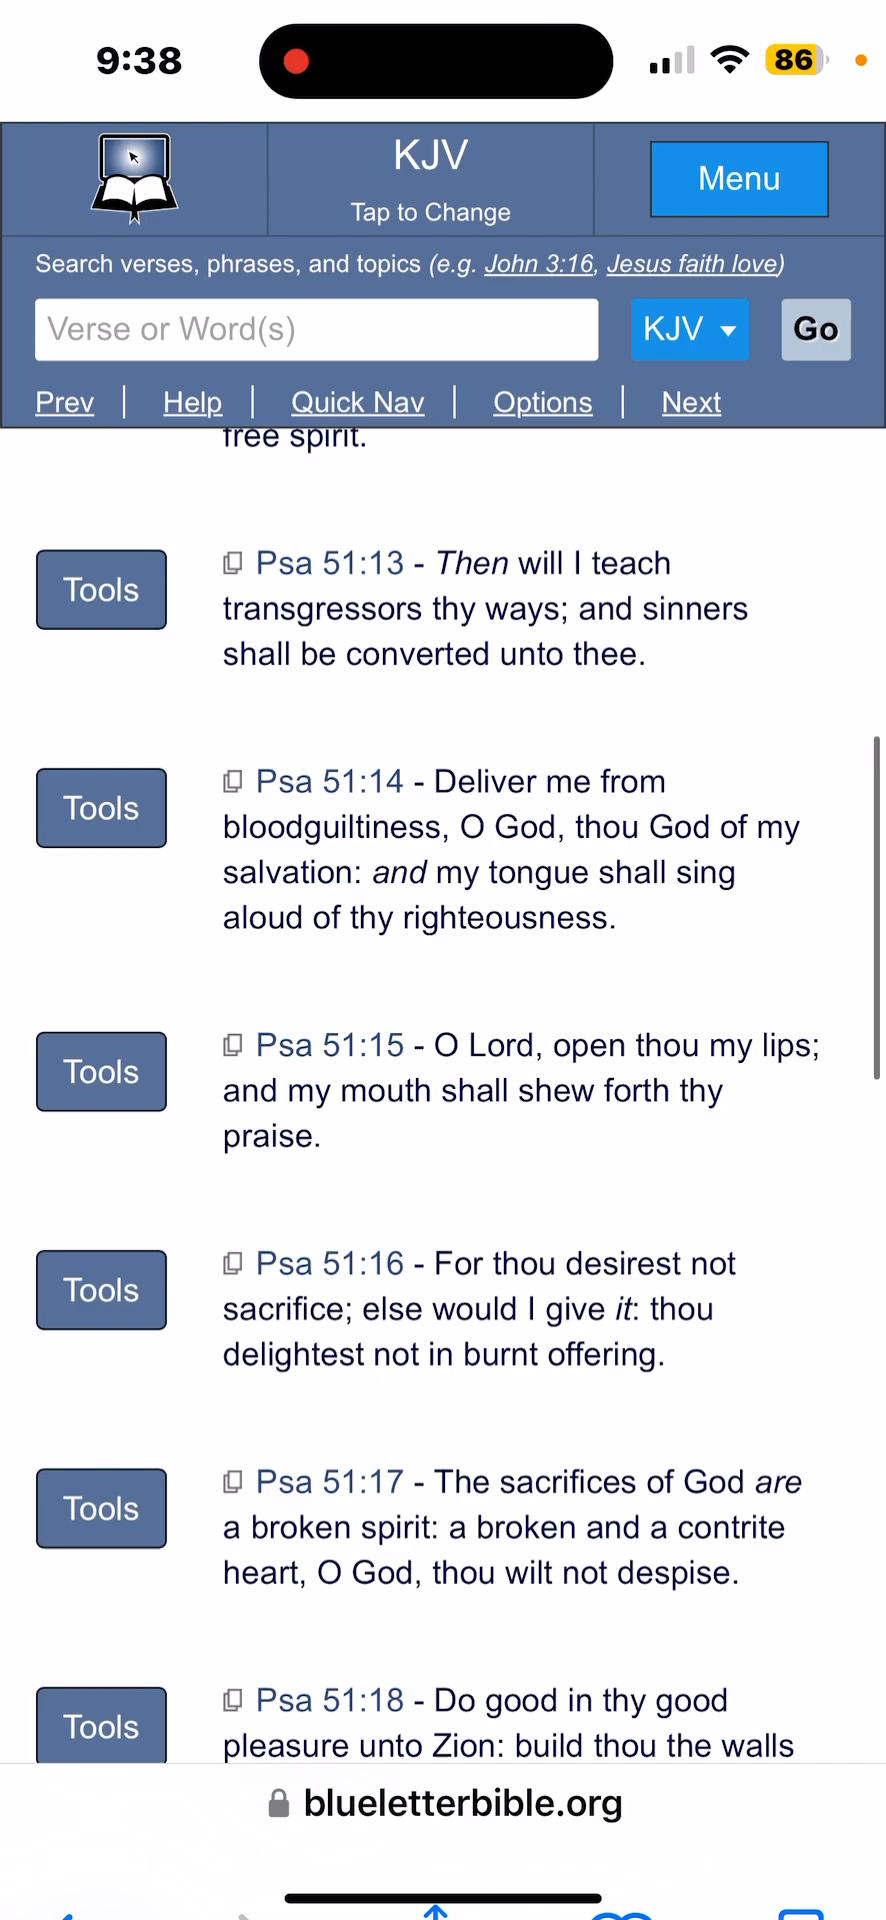 9:38
86
KJV
Tap to Change
Menu
Search verses, phrases, and topics (e.g. John 3:16, Jesus faith love)
Verse or Word(s)
KJV
Go
Prev | Help | Quick Nav | Options | Next
free spirit.
Tools
Psa 51:13 - Then will I teach
transgressors thy ways; and sinners
shall be converted unto thee.
Tools
Psa 51:14 - Deliver me from
bloodguiltiness, O God, thou God of my
salvation: and my tongue shall sing
aloud of thy righteousness.
Tools
Psa 51:15 - O Lord, open thou my lips;
and my mouth shall shew forth thy
praise.
Tools
Psa 51:16 - For thou desirest not
sacrifice; else would I give it: thou
delightest not in burnt offering.
Tools
Psa 51:17 - The sacrifices of God are
a broken spirit: a broken and a contrite
heart, O God, thou wilt not despise.
Tools
Psa 51:18 - Do good in thy good
pleasure unto Zion: build thou the walls
blueletterbible.org